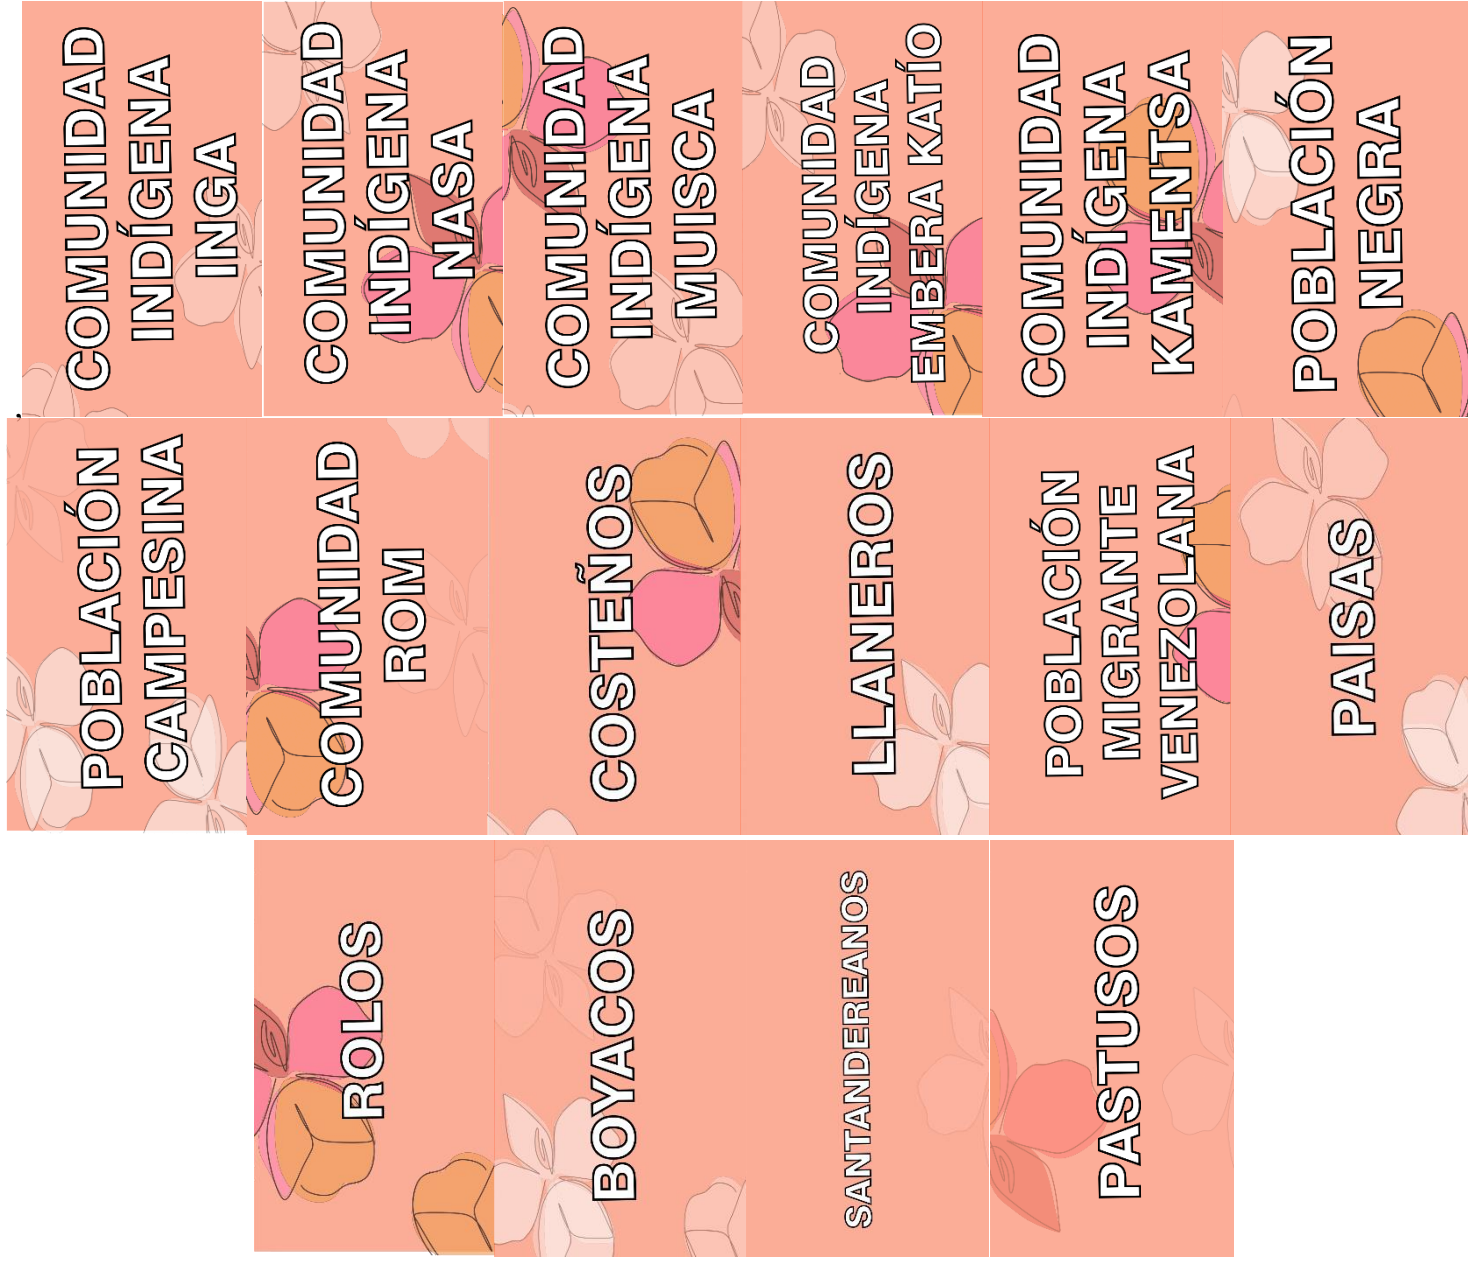 COMUNIDAD
INDÍGENA
INGA
COMUNIDAD
INDÍGENA
NASA
COMUNIDAD
INDÍGENA
MUISCA
COMUNIDAD
INDÍGENA
EMBERA KATÍO
COMUNIDAD
INDÍGENA
KAMENTSA
POBLACIÓN
NEGRA
,
POBLACIÓN
CAMPESINA
COMUNIDAD
ROM
COSTEÑOS
LLANEROS
POBLACIÓN
MIGRANTE
VENEZOLANA
PAISAS
ROLOS
BOYACOS
SANTANDEREANOS
PASTUSOS